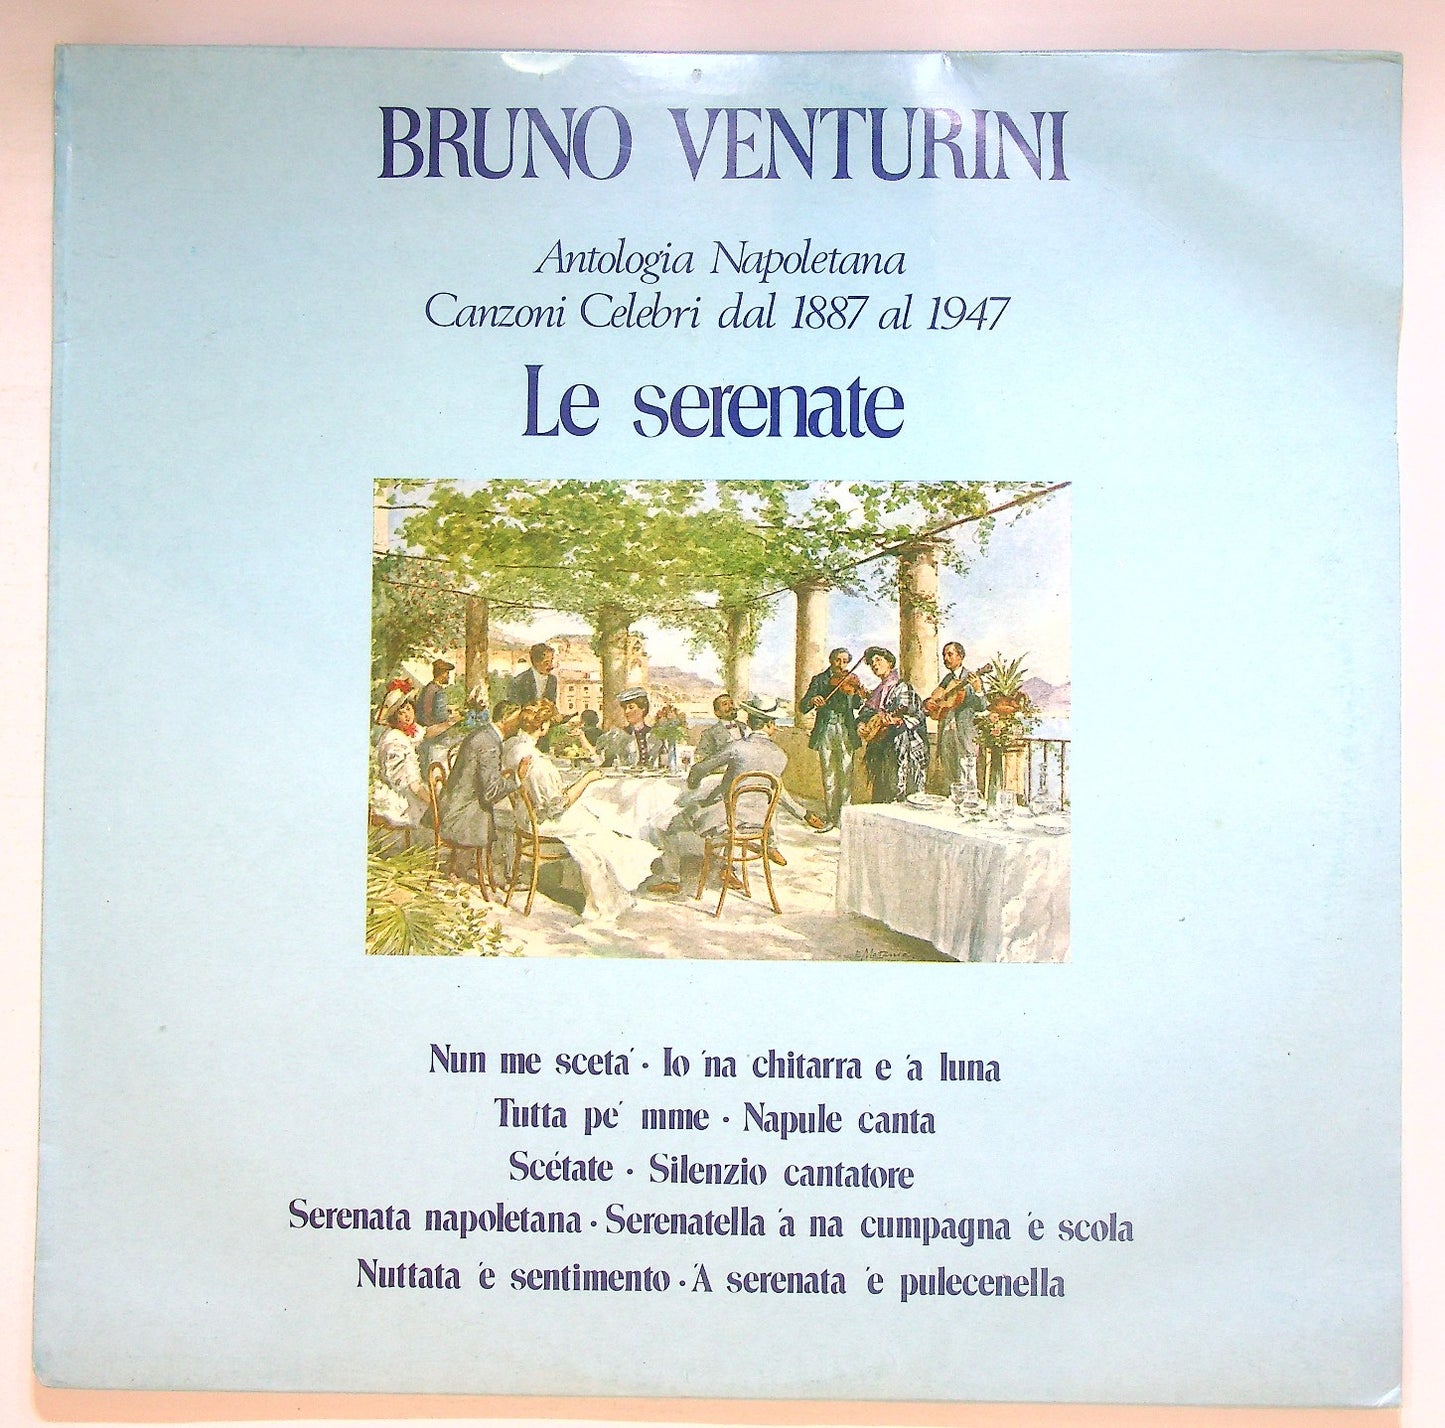 BRUNO VENTURINI
Antologia Napoletana
Canzoni Celebri dal 1887 al 1947
Le serenate
Nun me sceta' · Io 'na chitarra e 'a luna
Tutta pe' mme · Napule canta
Scétate · Silenzio cantatore
Serenata napoletana · Serenatella 'a na cumpagna 'e scola
Nuttata 'e sentimento · 'A serenata 'e pulecenella